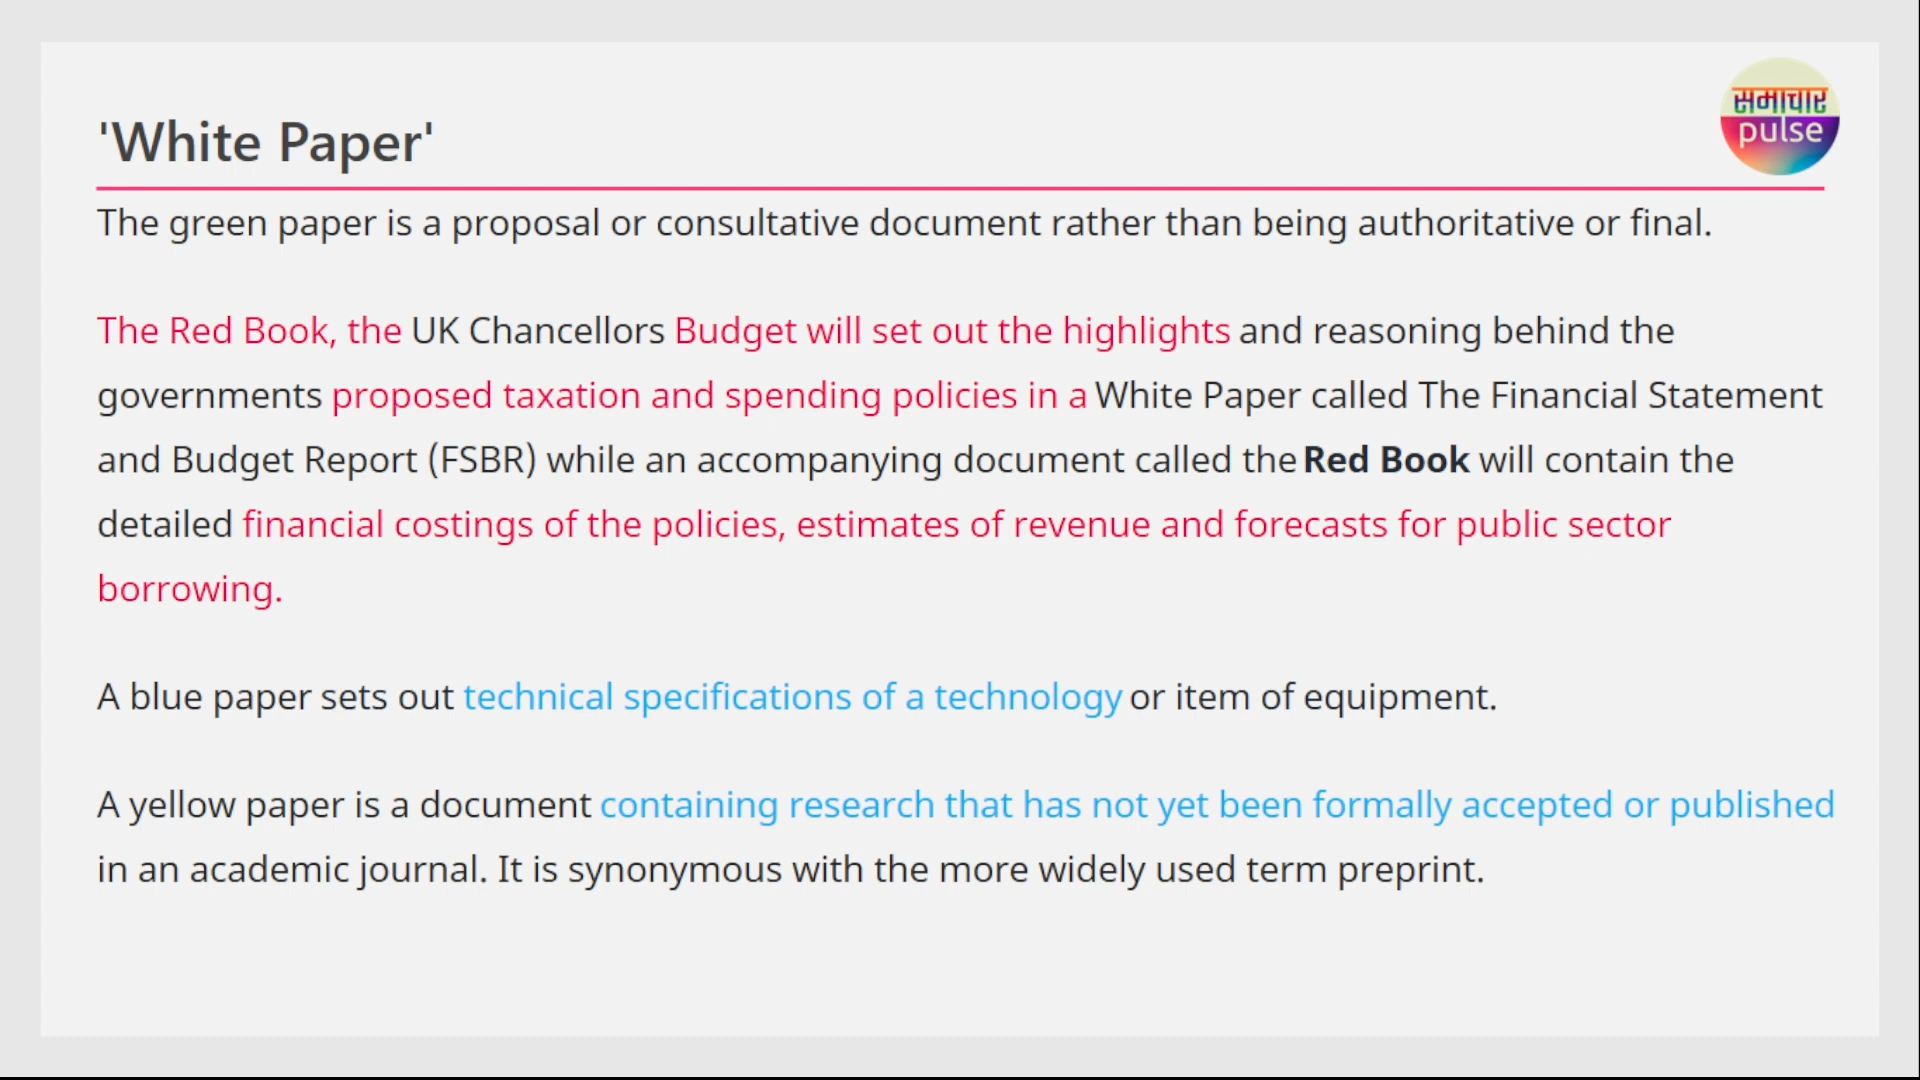 'White Paper'
समाचार
pulse
The green paper is a proposal or consultative document rather than being authoritative or final.
The Red Book, the UK Chancellors Budget will set out the highlights and reasoning behind the
governments proposed taxation and spending policies in a White Paper called The Financial Statement
and Budget Report (FSBR) while an accompanying document called the Red Book will contain the
detailed financial costings of the policies, estimates of revenue and forecasts for public sector
borrowing.
A blue paper sets out technical specifications of a technology or item of equipment.
A yellow paper is a document containing research that has not yet been formally accepted or published
in an academic journal. It is synonymous with the more widely used term preprint.